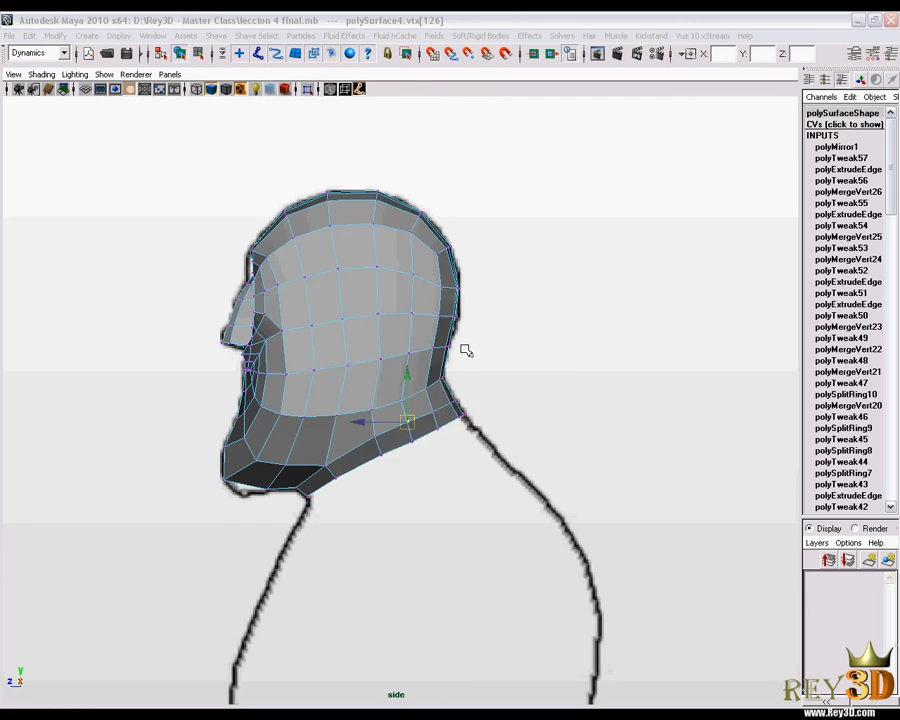 Autodesk Maya 2010 x64: D:\Rey3D - Master Class\leccion 4 final.mb --- polySurface4.vtx[126]
File Edit Modify Create Display Window Assets Shave Shave Select Particles Fluid Effects Fluid nCache Fields Soft/Rigid Bodies Effects Solvers Hair Muscle Kickstand Vue 10 xStream Help
Dynamics X: Y: Z:
View Shading Lighting Show Renderer Panels
Channels Edit Object S
polySurfaceShape
CVs (click to show)
INPUTS
polyMirror1
polyTweak57
polyExtrudeEdge
polyTweak56
polyMergeVert26
polyTweak55
polyExtrudeEdge
polyTweak54
polyMergeVert25
polyTweak53
polyMergeVert24
polyTweak52
polyExtrudeEdge
polyTweak51
polyExtrudeEdge
polyTweak50
polyMergeVert23
polyTweak49
polyMergeVert22
polyTweak48
polyMergeVert21
polyTweak47
polySplitRing10
polyMergeVert20
polyTweak46
polySplitRing9
polyTweak45
polySplitRing8
polyTweak44
polySplitRing7
polyTweak43
polyExtrudeEdge
polyTweak42
Display Render
Layers Options Help
y
z x
side
REY3D
www.Rey3D.com